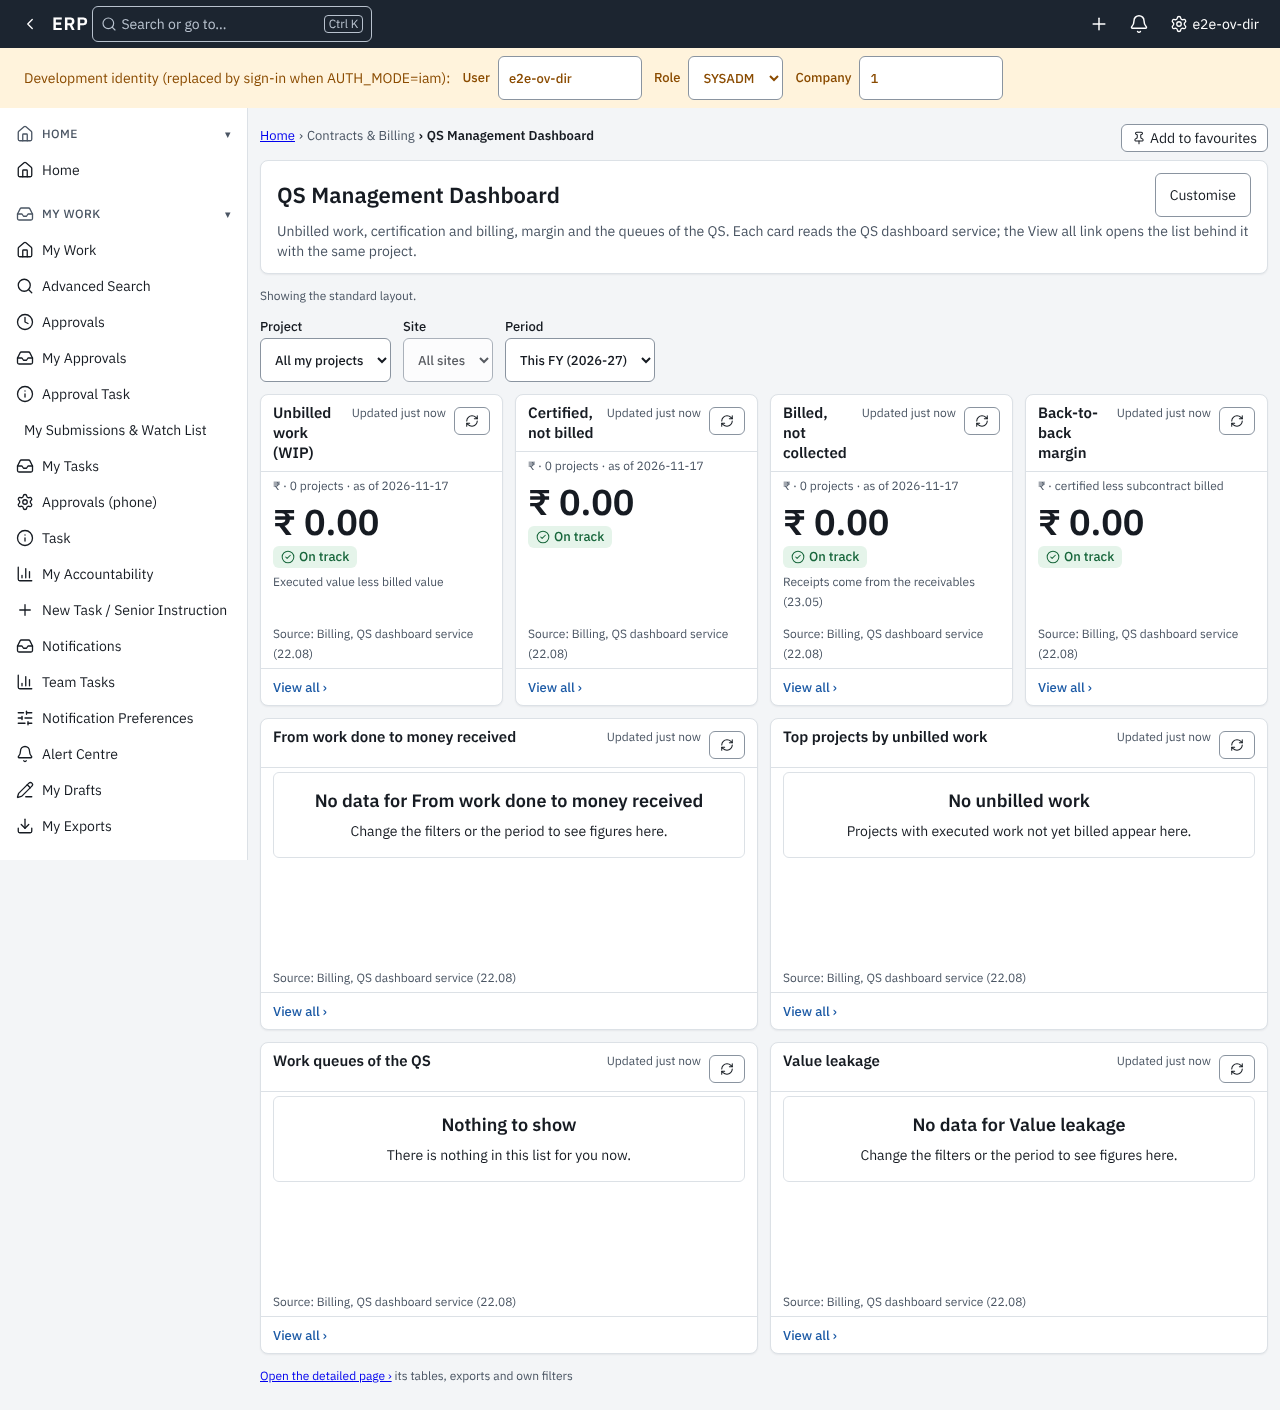 ERP
Search or go to...
Ctrl K
e2e-ov-dir
Development identity (replaced by sign-in when AUTH_MODE=iam):
User
e2e-ov-dir
Role
SYSADM
Company
1
HOME
Home
MY WORK
My Work
Advanced Search
Approvals
My Approvals
Approval Task
My Submissions & Watch List
My Tasks
Approvals (phone)
Task
My Accountability
New Task / Senior Instruction
Notifications
Team Tasks
Notification Preferences
Alert Centre
My Drafts
My Exports
Home › Contracts & Billing › QS Management Dashboard
Add to favourites
QS Management Dashboard
Customise
Unbilled work, certification and billing, margin and the queues of the QS. Each card reads the QS dashboard service; the View all link opens the list behind it
with the same project.
Showing the standard layout.
Project
All my projects
Site
All sites
Period
This FY (2026-27)
Unbilled
work
(WIP)
Updated just now
₹ · 0 projects · as of 2026-11-17
₹ 0.00
On track
Executed value less billed value
Source: Billing, QS dashboard service
(22.08)
View all ›
Certified,
not billed
Updated just now
₹ · 0 projects · as of 2026-11-17
₹ 0.00
On track
Source: Billing, QS dashboard service
(22.08)
View all ›
Billed,
not
collected
Updated just now
₹ · 0 projects · as of 2026-11-17
₹ 0.00
On track
Receipts come from the receivables
(23.05)
Source: Billing, QS dashboard service
(22.08)
View all ›
Back-to-
back
margin
Updated just now
₹ · certified less subcontract billed
₹ 0.00
On track
Source: Billing, QS dashboard service
(22.08)
View all ›
From work done to money received
Updated just now
No data for From work done to money received
Change the filters or the period to see figures here.
Source: Billing, QS dashboard service (22.08)
View all ›
Top projects by unbilled work
Updated just now
No unbilled work
Projects with executed work not yet billed appear here.
Source: Billing, QS dashboard service (22.08)
View all ›
Work queues of the QS
Updated just now
Nothing to show
There is nothing in this list for you now.
Source: Billing, QS dashboard service (22.08)
View all ›
Value leakage
Updated just now
No data for Value leakage
Change the filters or the period to see figures here.
Source: Billing, QS dashboard service (22.08)
View all ›
Open the detailed page › its tables, exports and own filters